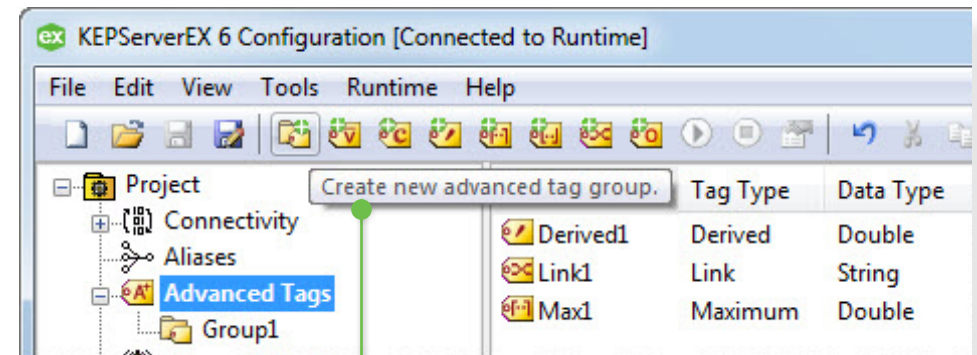 KEPServerEX 6 Configuration [Connected to Runtime]
File Edit View Tools Runtime Help
Create new advanced tag group.
Project
Connectivity
Aliases
Advanced Tags
Group1
Tag Type Data Type
Derived1 Derived Double
Link1 Link String
Max1 Maximum Double